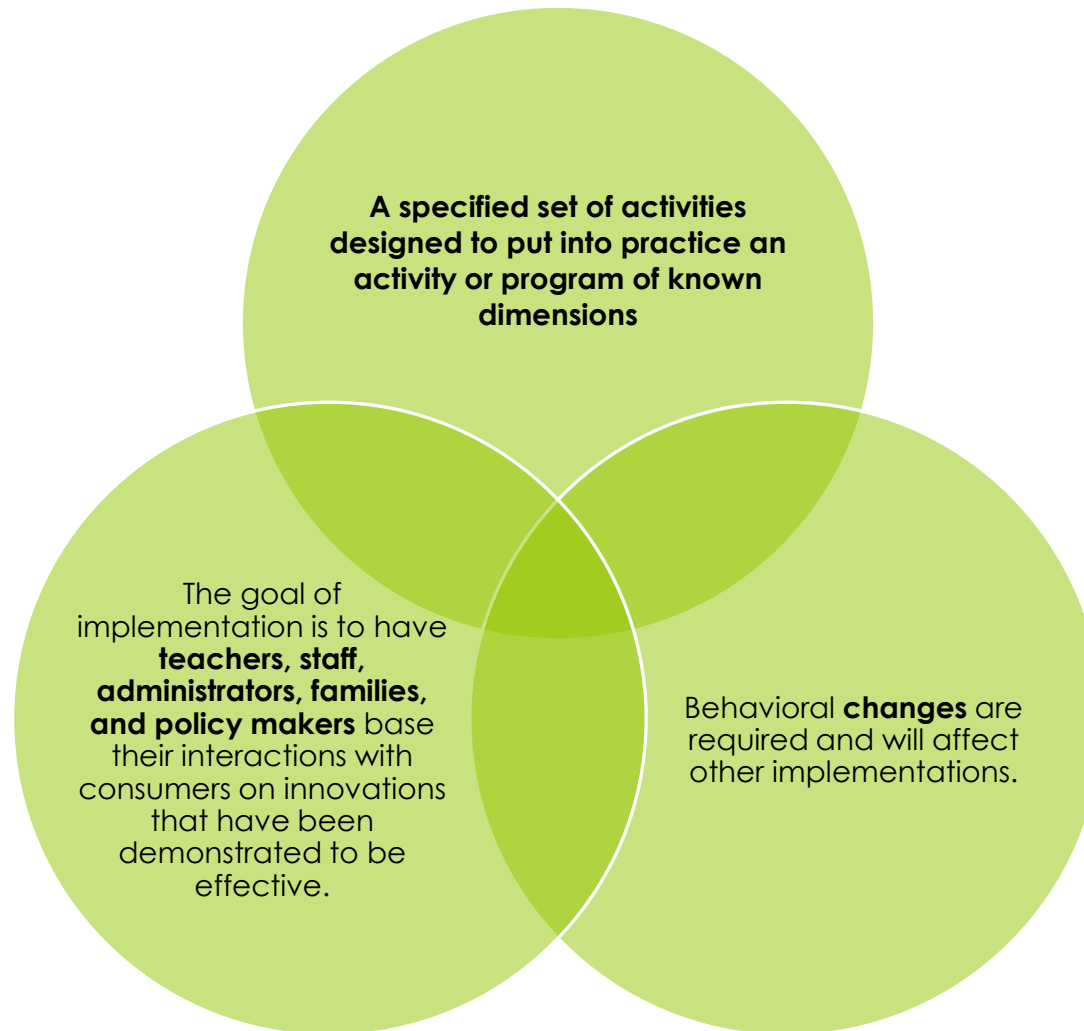 A specified set of activities
designed to put into practice an
activity or program of known
dimensions
The goal of
implementation is to have
teachers, staff,
administrators, families,
and policy makers base
their interactions with
consumers on innovations
that have been
demonstrated to be
effective.
Behavioral changes are
required and will affect
other implementations.